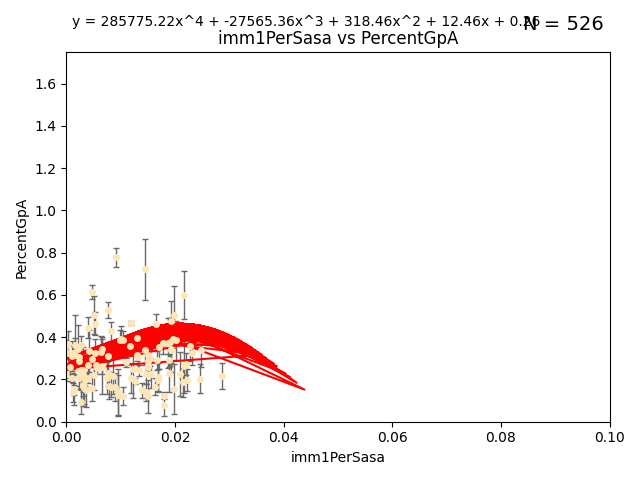 y = 285775.22x^4 + -27565.36x^3 + 318.46x^2 + 12.46x + 0.26
N = 526
imm1PerSasa vs PercentGpA
1.6
1.4
1.2
1.0
0.8
0.6
0.4
0.2
0.0
PercentGpA
0.00 0.02 0.04 0.06 0.08 0.10
imm1PerSasa